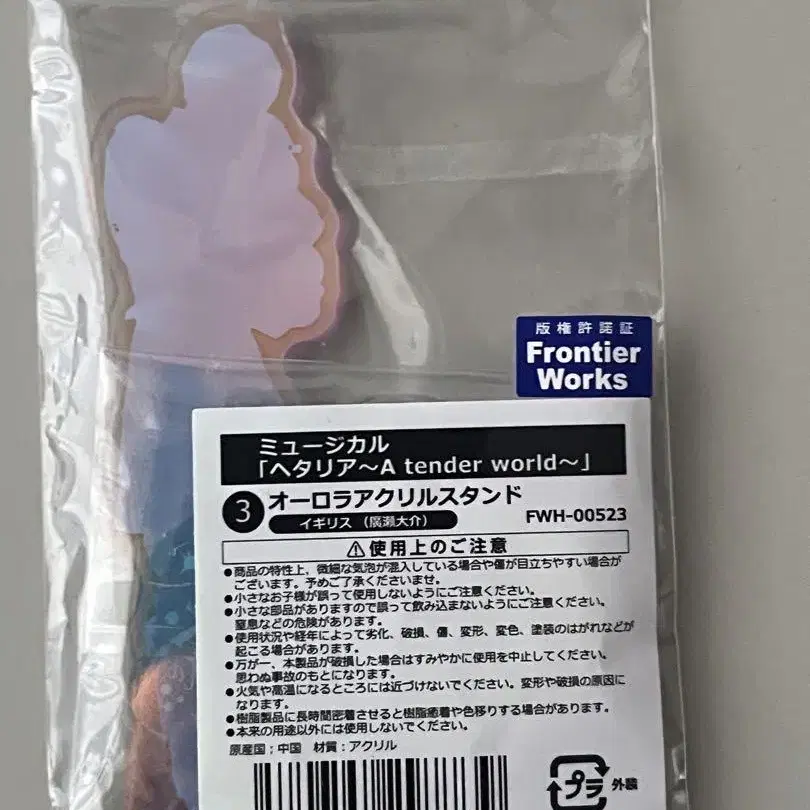 版権許諾証
Frontier
Works
ミュージカル
「ヘタリア～A tender world～」
③ オーロラアクリルスタンド
イギリス（廣瀬大介）
FWH-00523
⚠使用上のご注意
●商品の特性上、微細な気泡が混入している場合や傷が目立ちやすい場合が
ございます。予めご了承くださいませ。
●小さなお子様が誤って使用しないようにご注意ください。
●小さな部品がありますので誤って飲み込まないようにご注意ください。
窒息などの危険があります。
●使用状況や経年によって劣化、破損、傷、変形、変色、塗装のはがれなどが
起こる場合があります。
●万が一、本製品が破損した場合はすみやかに使用を中止してください。
思わぬ事故のもとになります。
●火気や高温になるところには近づけないでください。変形や破損の原因に
なります。
●樹脂製品に長時間密着させると樹脂癒着や色移りする場合があります。
●本来の用途以外には使用しないでください。
原産国：中国 材質：アクリル
プラ 外装